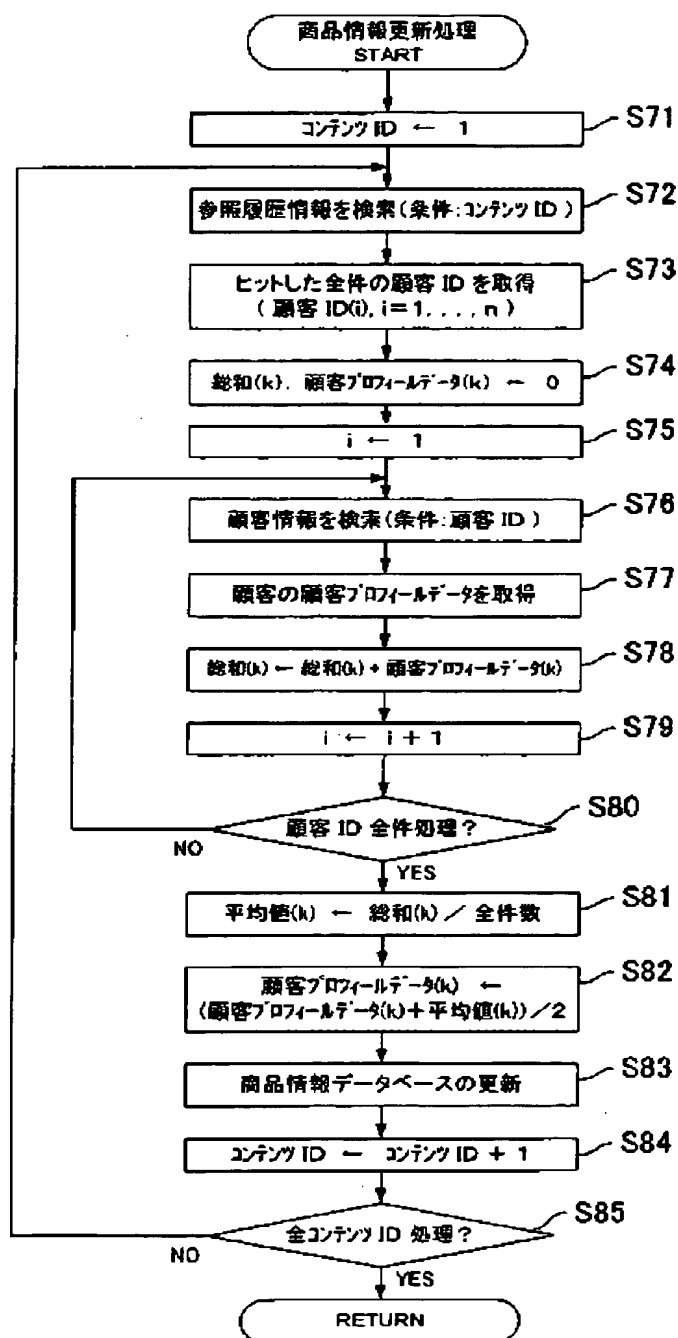 商品情報更新処理
START
コンテンツ ID ← 1
S71
参照履歴情報を検索(条件:コンテンツ ID )
S72
ヒットした全件の顧客 ID を取得
( 顧客 ID(i), i=1, . . . , n )
S73
総和(k), 顧客プロフィールデータ(k) ← 0
S74
i ← 1
S75
顧客情報を検索(条件:顧客 ID )
S76
顧客の顧客プロフィールデータを取得
S77
総和(k) ← 総和(k) + 顧客プロフィールデータ(k)
S78
i ← i + 1
S79
顧客 ID 全件処理?
S80
NO
YES
平均値(k) ← 総和(k) / 全件数
S81
顧客プロフィールデータ(k) ←
(顧客プロフィールデータ(k)+平均値(k))/2
S82
商品情報データベースの更新
S83
コンテンツ ID ← コンテンツ ID + 1
S84
全コンテンツ ID 処理?
S85
NO
YES
RETURN